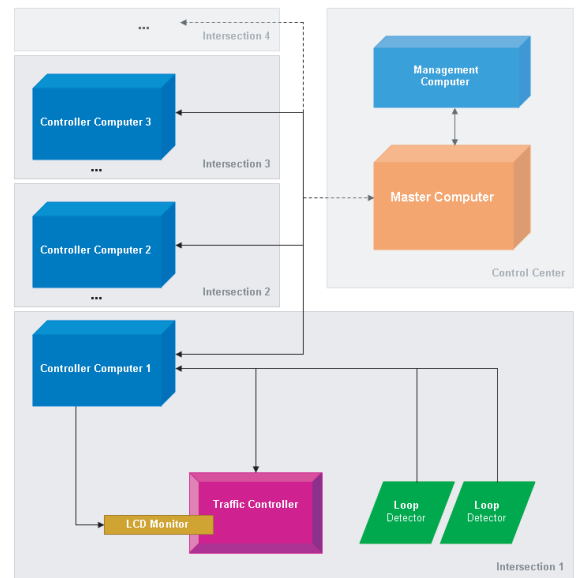 ...
Intersection 4
Controller Computer 3
...
Intersection 3
Controller Computer 2
...
Intersection 2
Management
Computer
Master Computer
Control Center
Controller Computer 1
Traffic Controller
LCD Monitor
Loop
Detector
Loop
Detector
Intersection 1